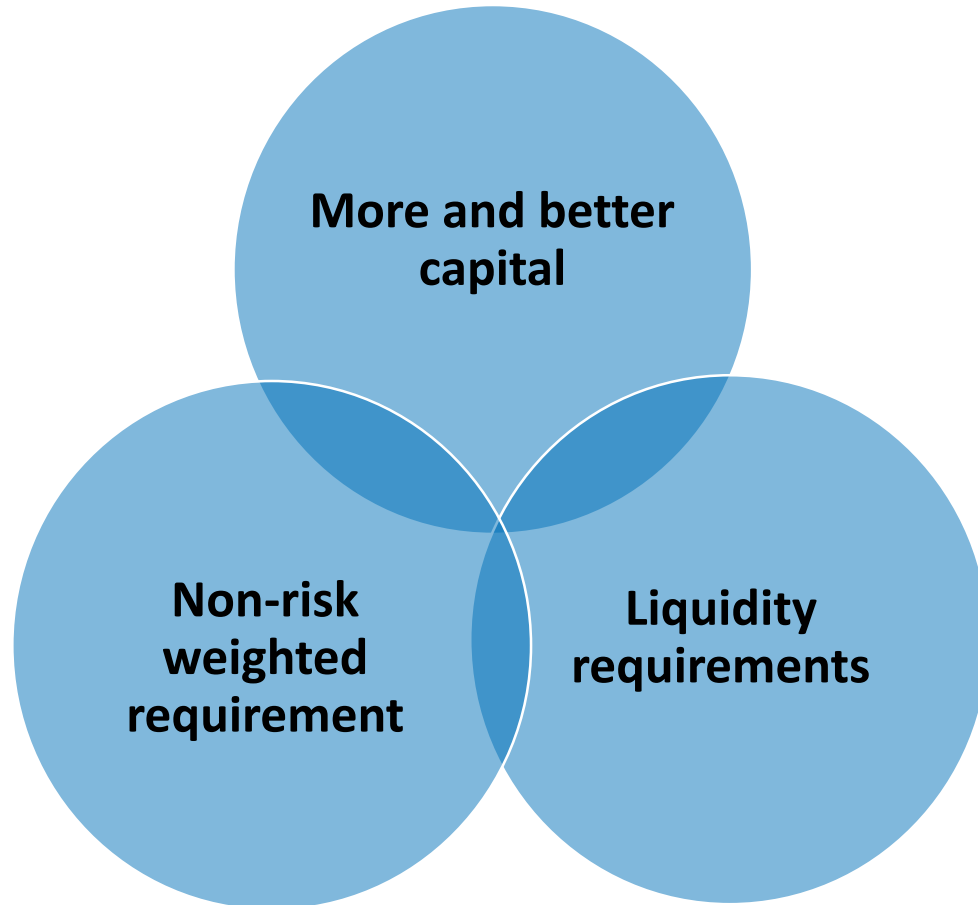 More and better
capital
Non-risk
weighted
requirement
Liquidity
requirements